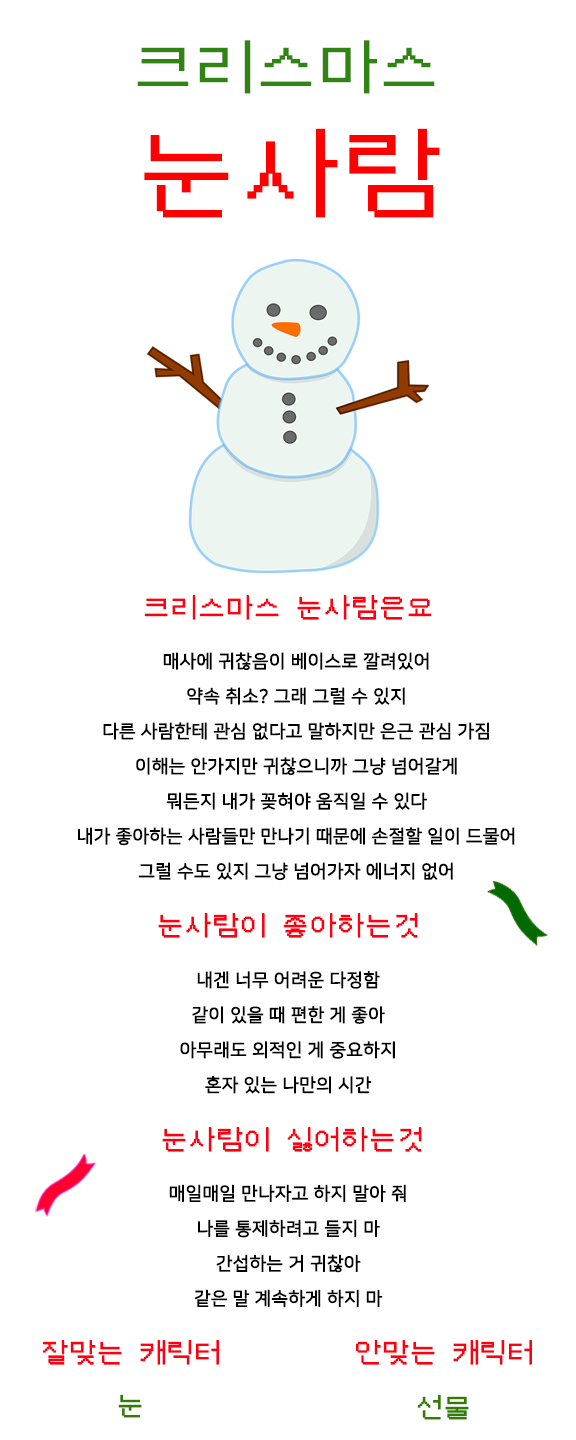 크리스마스
눈사람
크리스마스 눈사람은요
매사에 귀찮음이 베이스로 깔려있어
약속 취소? 그래 그럴 수 있지
다른 사람한테 관심 없다고 말하지만 은근 관심 가짐
이해는 안가지만 귀찮으니까 그냥 넘어갈게
뭐든지 내가 꽂혀야 움직일 수 있다
내가 좋아하는 사람들만 만나기 때문에 손절할 일이 드물어
그럴 수도 있지 그냥 넘어가자 에너지 없어
눈사람이 좋아하는것
내겐 너무 어려운 다정함
같이 있을 때 편한 게 좋아
아무래도 외적인 게 중요하지
혼자 있는 나만의 시간
눈사람이 싫어하는것
매일매일 만나자고 하지 말아 줘
나를 통제하려고 들지 마
간섭하는 거 귀찮아
같은 말 계속하게 하지 마
잘맞는 캐릭터 안맞는 캐릭터
눈 선물